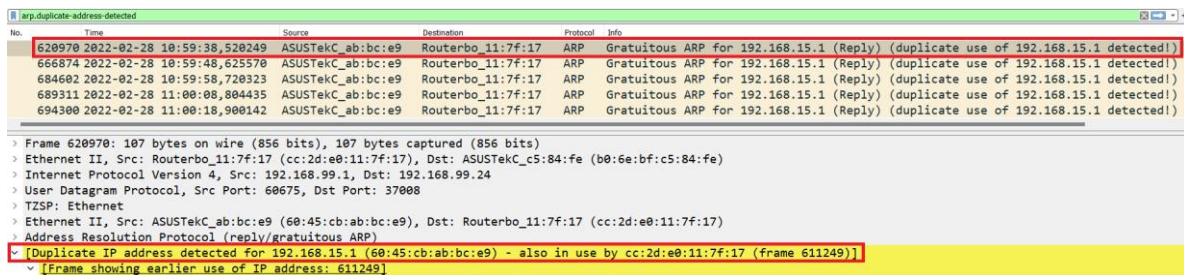 arp.duplicate-address-detected
No. Time Source Destination Protocol Info
620970 2022-02-28 10:59:38,520249 ASUSTekC_ab:bc:e9 Routerbo_11:7f:17 ARP Gratuitous ARP for 192.168.15.1 (Reply) (duplicate use of 192.168.15.1 detected!)
666874 2022-02-28 10:59:48,625570 ASUSTekC_ab:bc:e9 Routerbo_11:7f:17 ARP Gratuitous ARP for 192.168.15.1 (Reply) (duplicate use of 192.168.15.1 detected!)
684602 2022-02-28 10:59:58,720323 ASUSTekC_ab:bc:e9 Routerbo_11:7f:17 ARP Gratuitous ARP for 192.168.15.1 (Reply) (duplicate use of 192.168.15.1 detected!)
689311 2022-02-28 11:00:08,804435 ASUSTekC_ab:bc:e9 Routerbo_11:7f:17 ARP Gratuitous ARP for 192.168.15.1 (Reply) (duplicate use of 192.168.15.1 detected!)
694300 2022-02-28 11:00:18,900142 ASUSTekC_ab:bc:e9 Routerbo_11:7f:17 ARP Gratuitous ARP for 192.168.15.1 (Reply) (duplicate use of 192.168.15.1 detected!)
Frame 620970: 107 bytes on wire (856 bits), 107 bytes captured (856 bits)
Ethernet II, Src: Routerbo_11:7f:17 (cc:2d:e0:11:7f:17), Dst: ASUSTekC_c5:84:fe (b0:6e:bf:c5:84:fe)
Internet Protocol Version 4, Src: 192.168.99.1, Dst: 192.168.99.24
User Datagram Protocol, Src Port: 60675, Dst Port: 37008
TZSP: Ethernet
Ethernet II, Src: ASUSTekC_ab:bc:e9 (60:45:cb:ab:bc:e9), Dst: Routerbo_11:7f:17 (cc:2d:e0:11:7f:17)
Address Resolution Protocol (reply/gratuitous ARP)
[Duplicate IP address detected for 192.168.15.1 (60:45:cb:ab:bc:e9) - also in use by cc:2d:e0:11:7f:17 (frame 611249)]
[Frame showing earlier use of IP address: 611249]